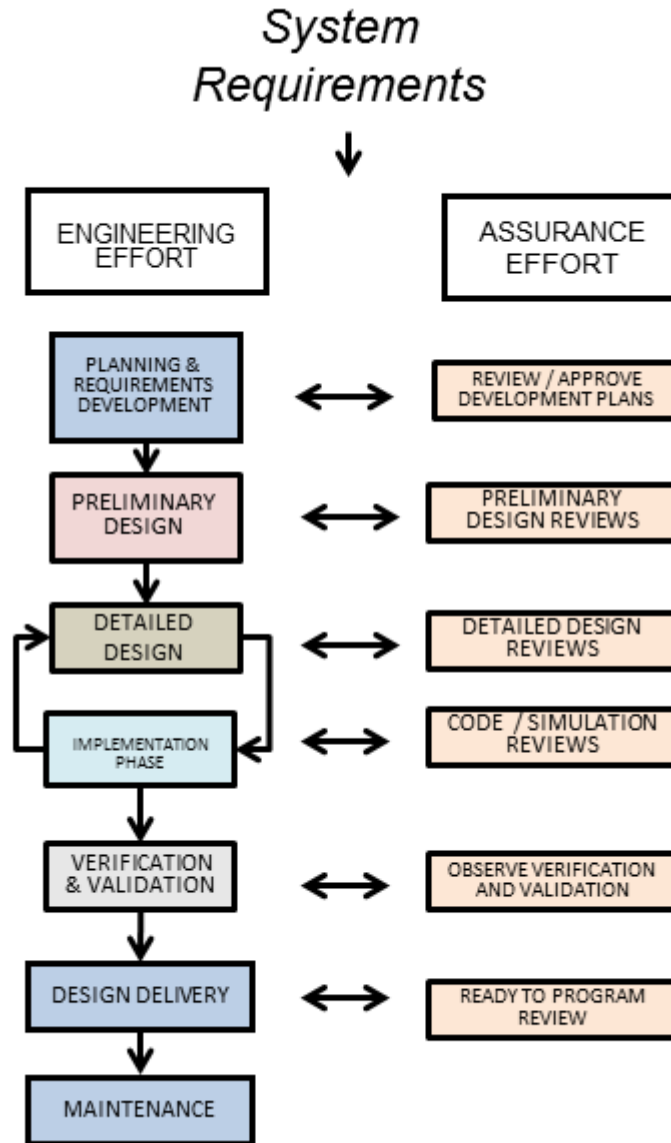 System
Requirements
ENGINEERING
EFFORT
ASSURANCE
EFFORT
PLANNING &
REQUIREMENTS
DEVELOPMENT
REVIEW / APPROVE
DEVELOPMENT PLANS
PRELIMINARY
DESIGN
PRELIMINARY
DESIGN REVIEWS
DETAILED
DESIGN
DETAILED DESIGN
REVIEWS
IMPLEMENTATION
PHASE
CODE / SIMULATION
REVIEWS
VERIFICATION
& VALIDATION
OBSERVE VERIFICATION
AND VALIDATION
DESIGN DELIVERY
READY TO PROGRAM
REVIEW
MAINTENANCE